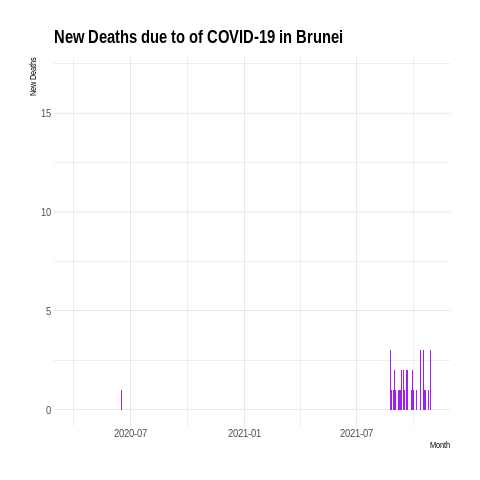 New Deaths due to of COVID-19 in Brunei
New Deaths
15
10
5
0
2020-07
2021-01
2021-07
Month